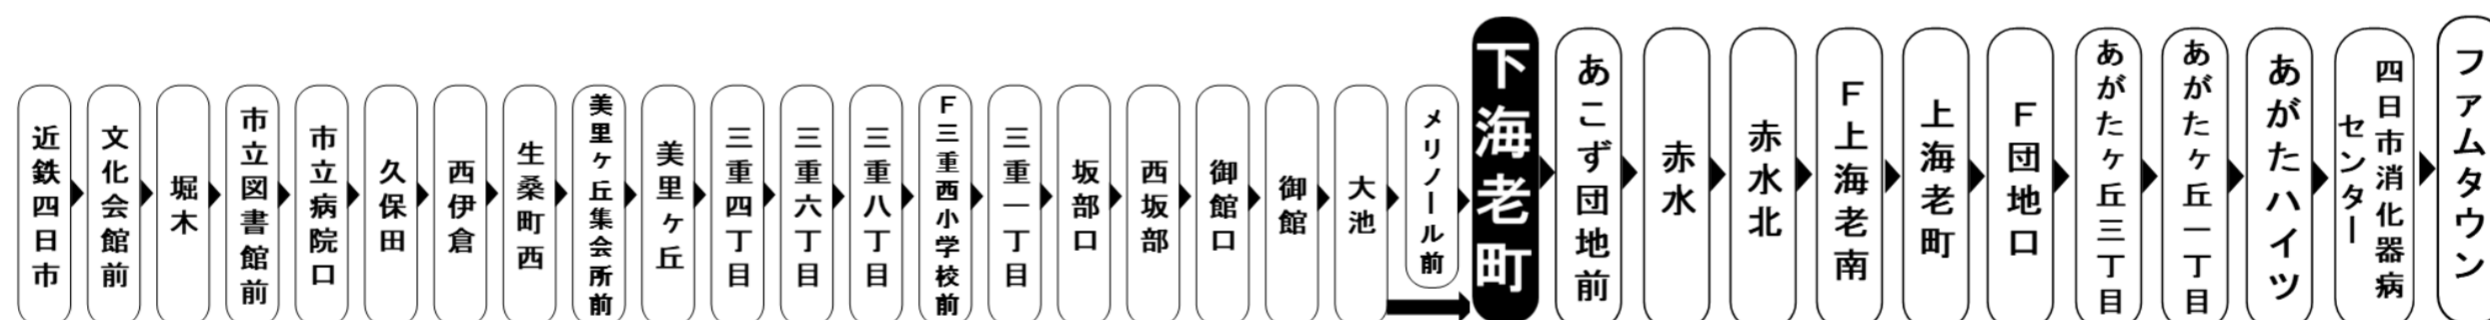 近鉄四日市
文化会館前
堀木
市立図書館前
市立病院口
久保田
西伊倉
生桑町西
美里ヶ丘集会所前
美里ヶ丘
三重四丁目
三重六丁目
三重八丁目
F三重西小学校前
三重一丁目
坂部口
西坂部
御館口
御館
大池
メリノール前
下海老町
あこず団地前
赤水
赤水北
F上海老南
上海老町
F団地口
あがたヶ丘三丁目
あがたヶ丘一丁目
あがたハイツ
四日市消化器病
センター
ファムタウン